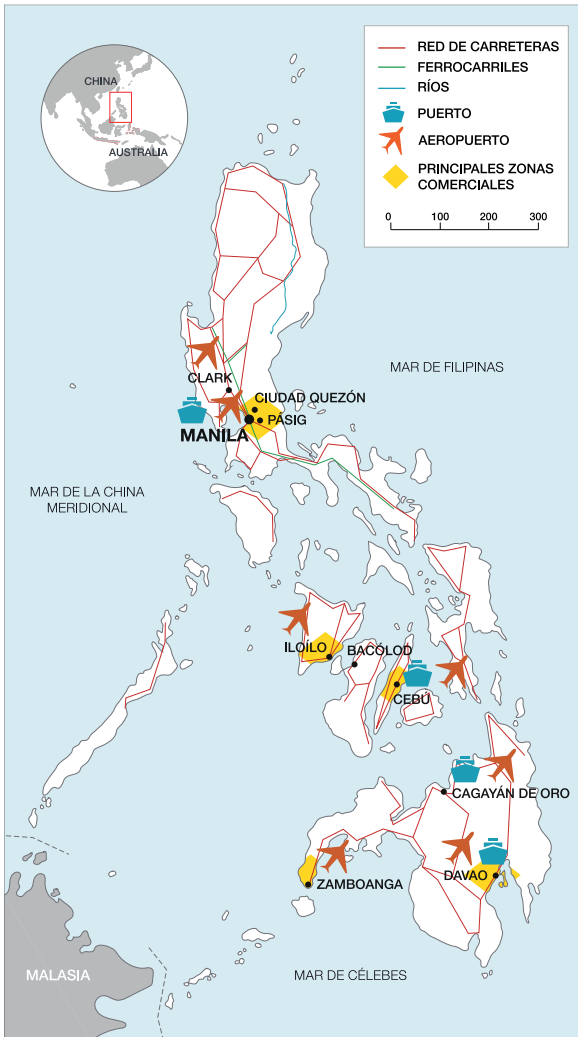 CHINA
AUSTRALIA
RED DE CARRETERAS
FERROCARRILES
RÍOS
PUERTO
AEROPUERTO
PRINCIPALES ZONAS
COMERCIALES
0 100 200 300
MAR DE FILIPINAS
CLARK
CIUDAD QUEZÓN
PÁSIG
MANILA
MAR DE LA CHINA
MERIDIONAL
ILOÍLO
BACÓLOD
CEBÚ
CAGAYÁN DE ORO
DAVAO
ZAMBOANGA
MALASIA
MAR DE CÉLEBES